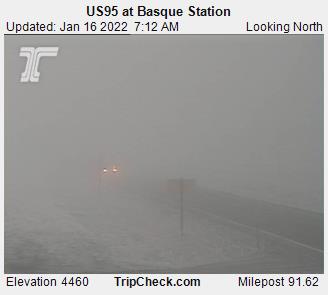 US95 at Basque Station
Updated: Jan 16 2022 7:12 AM Looking North
Elevation 4460 TripCheck.com Milepost 91.62